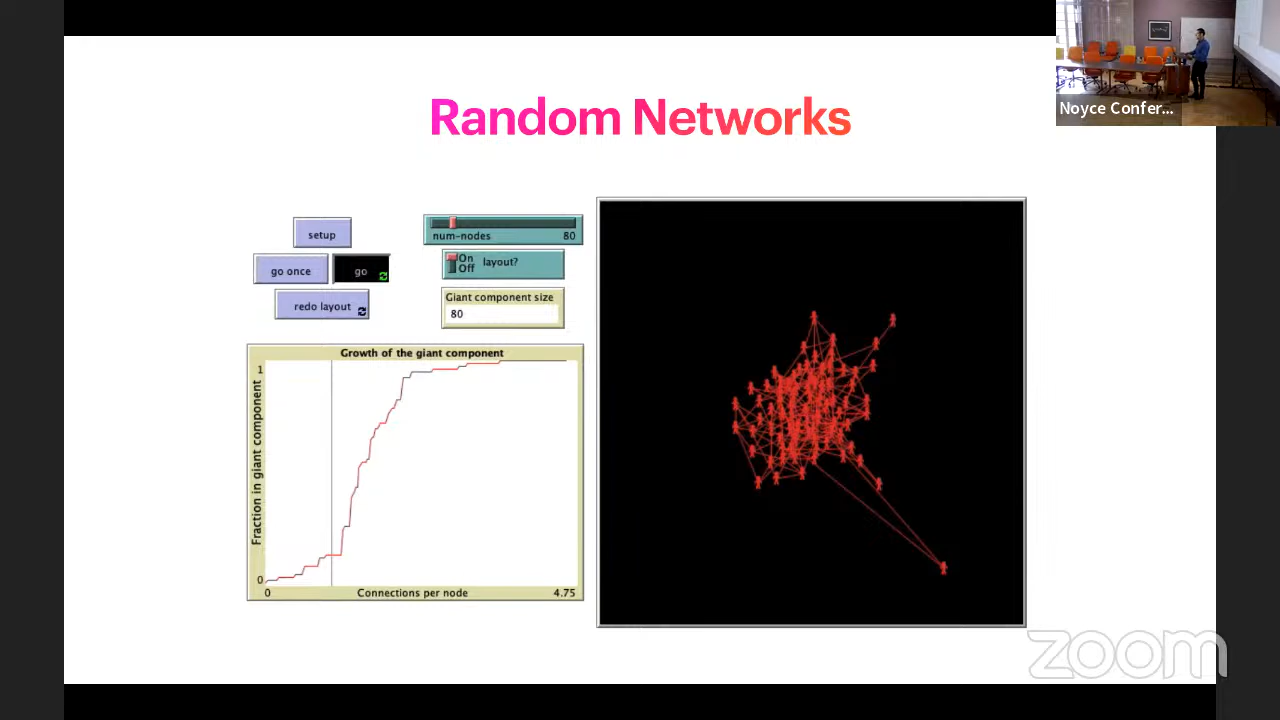 Random Networks
Noyce Confer...
setup
go once
go
redo layout
num-nodes
80
On
Off
layout?
Giant component size
80
Growth of the giant component
1
Fraction in giant component
0
0
Connections per node
4.75
zoom